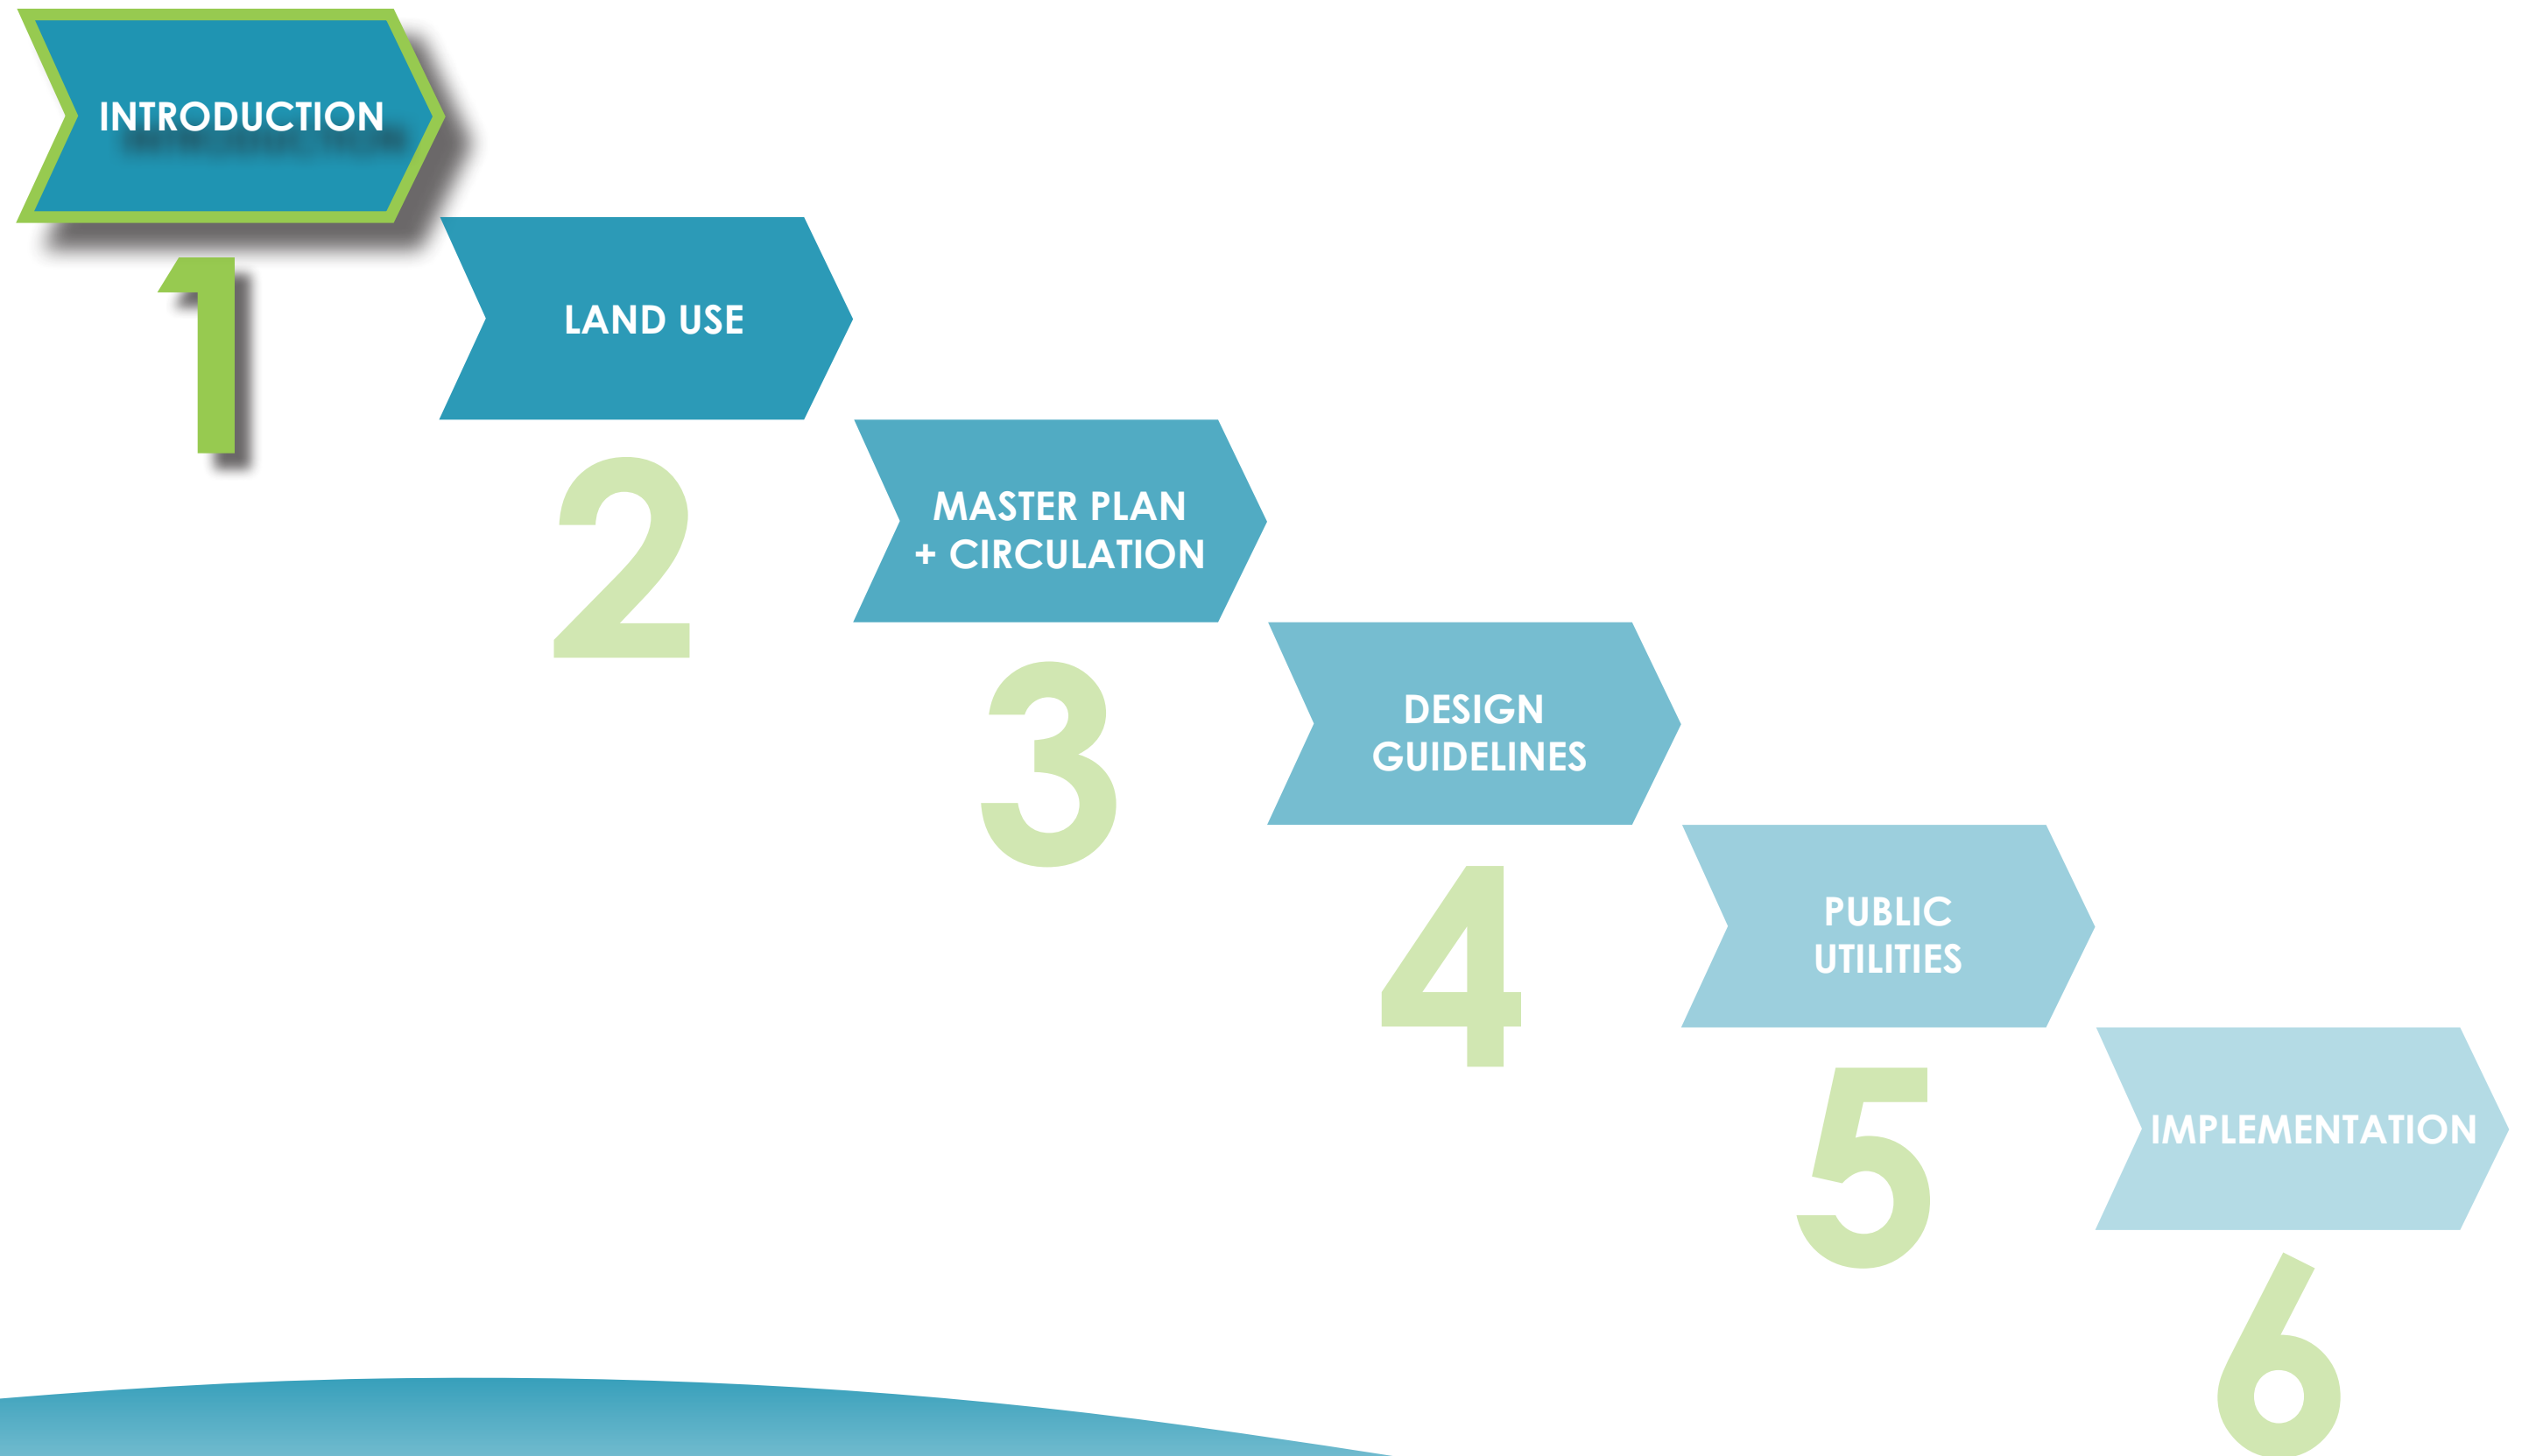 INTRODUCTION
1
LAND USE
2
MASTER PLAN
+ CIRCULATION
3
DESIGN
GUIDELINES
4
PUBLIC
UTILITIES
5
IMPLEMENTATION
6